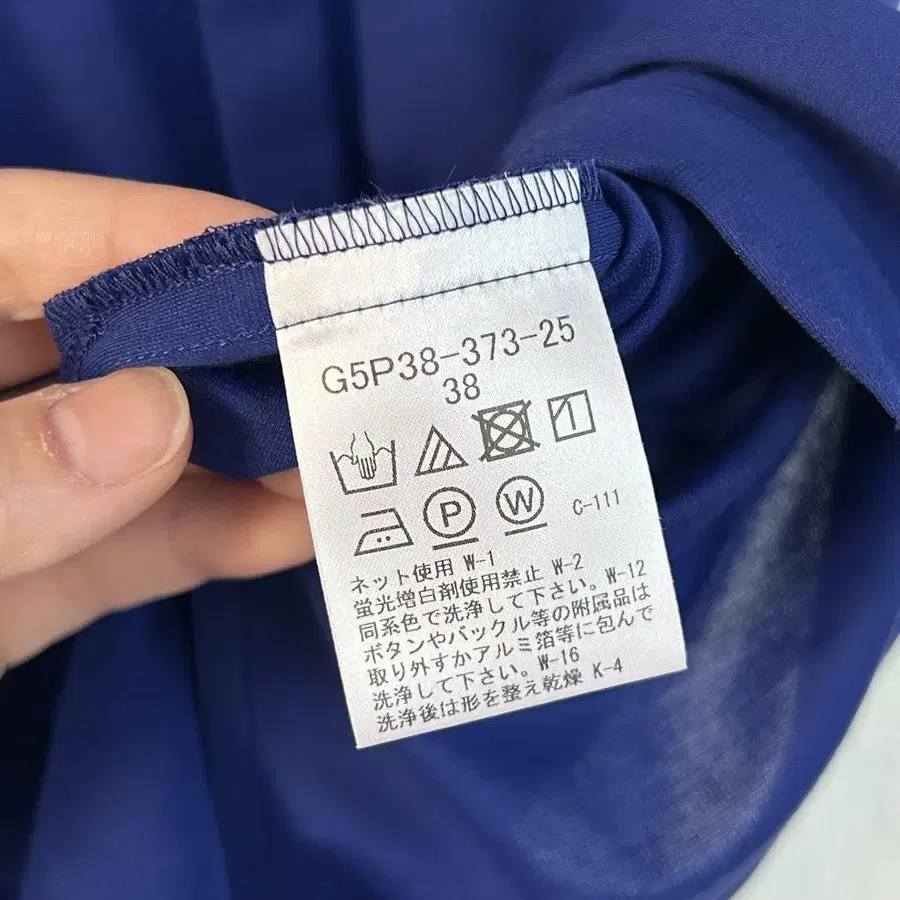 G5P38-373-25
38
P W C-111
ネット使用 W-1
蛍光増白剤使用禁止 W-2
同系色で洗浄して下さい。W-12
ボタンやバックル等の附属品は
取り外すかアルミ箔等に包んで
洗浄して下さい。W-16
洗浄後は形を整え乾燥 K-4